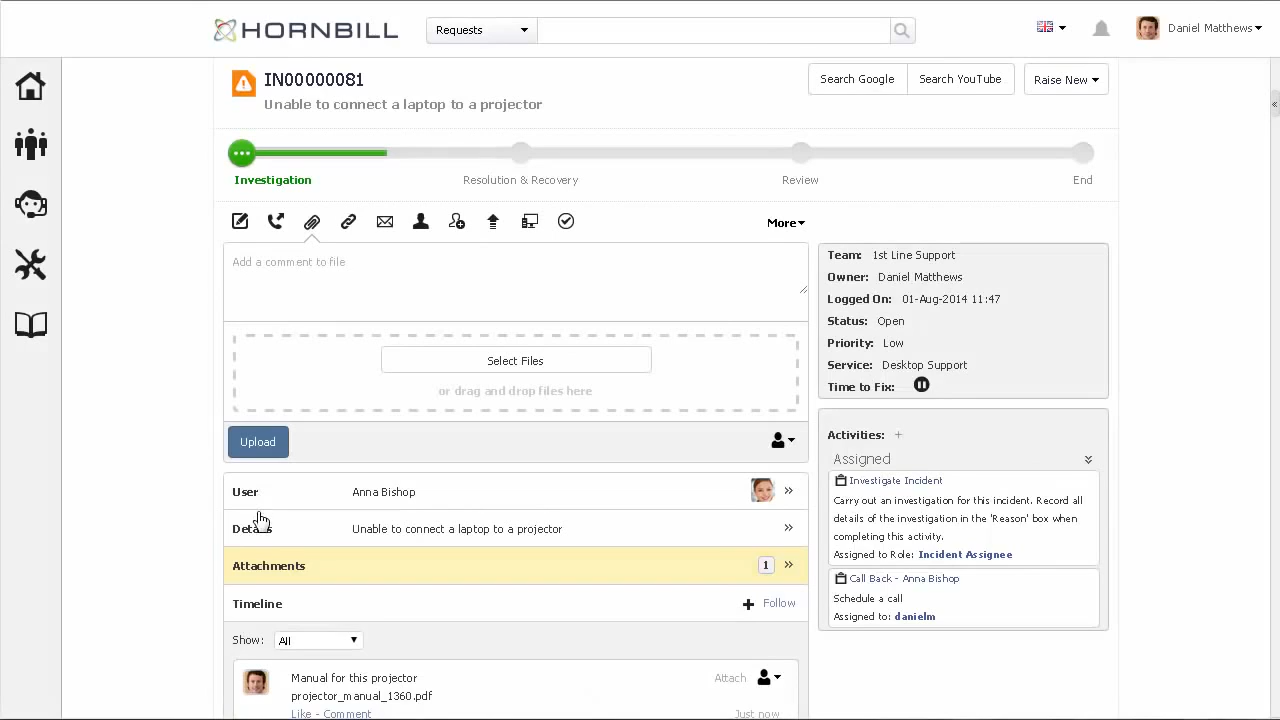 HORNBILL
Requests
Daniel Matthews
IN00000081
Unable to connect a laptop to a projector
Search Google
Search YouTube
Raise New
Investigation
Resolution & Recovery
Review
End
More
Add a comment to file
Select Files
or drag and drop files here
Upload
Team: 1st Line Support
Owner: Daniel Matthews
Logged On: 01-Aug-2014 11:47
Status: Open
Priority: Low
Service: Desktop Support
Time to Fix:
Activities: +
Assigned
Investigate Incident
Carry out an investigation for this incident. Record all
details of the investigation in the 'Reason' box when
completing this activity.
Assigned to Role: Incident Assignee
Call Back - Anna Bishop
Schedule a call
Assigned to: danielm
User Anna Bishop
Details Unable to connect a laptop to a projector
Attachments 1
Timeline
Follow
Show: All
Manual for this projector
Attach
projector_manual_1360.pdf
Like - Comment
Just now